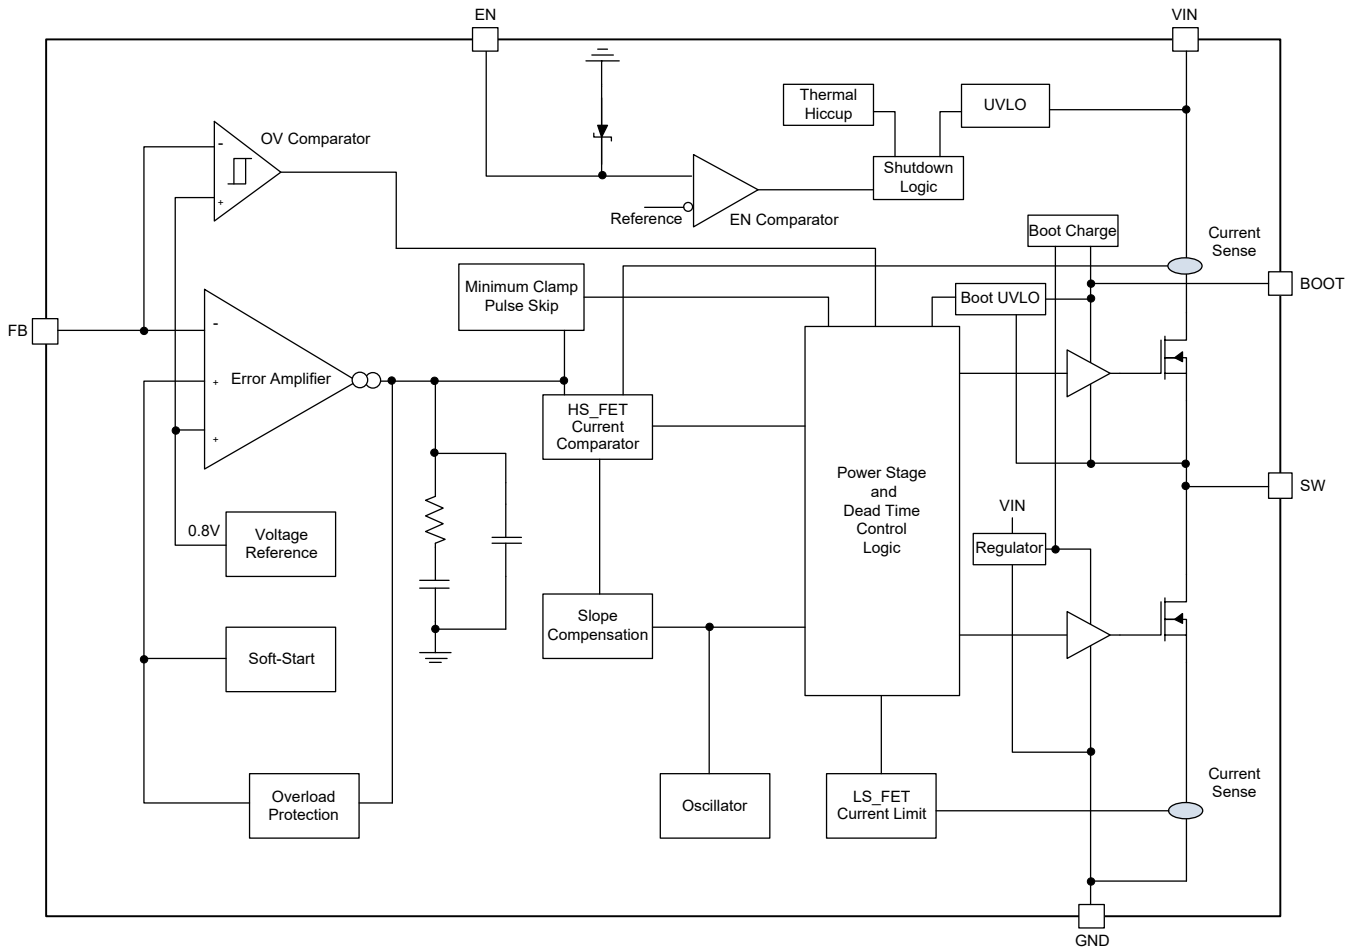 EN
VIN
Thermal
Hiccup
UVLO
OV Comparator
-
+
Shutdown
Logic
Reference
EN Comparator
Boot Charge
Current
Sense
Minimum Clamp
Pulse Skip
Boot UVLO
BOOT
FB
-
Error Amplifier
+
+
HS_FET
Current
Comparator
Power Stage
and
Dead Time
Control
Logic
SW
VIN
0.8V
Voltage
Reference
Regulator
Slope
Compensation
Soft-Start
Current
Sense
Overload
Protection
Oscillator
LS_FET
Current Limit
GND